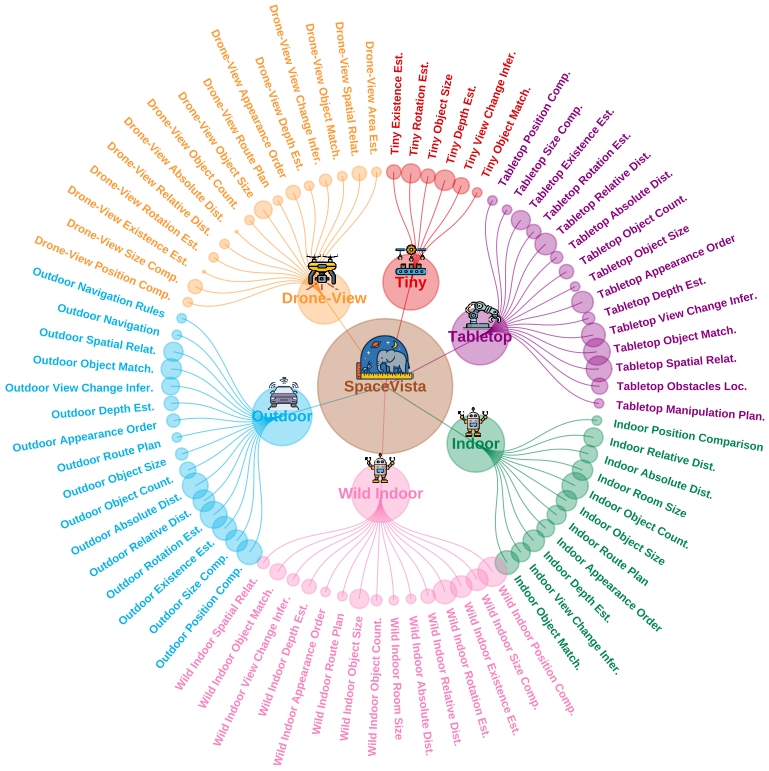 SpaceVista
Tiny
Tabletop
Indoor
Wild Indoor
Outdoor
Drone-View
Tiny Existence Est.
Tiny Rotation Est.
Tiny Object Size
Tiny Depth Est.
Tiny View Change Infer.
Tiny Object Match.
Tabletop Position Comp.
Tabletop Size Comp.
Tabletop Existence Est.
Tabletop Rotation Est.
Tabletop Relative Dist.
Tabletop Absolute Dist.
Tabletop Object Count.
Tabletop Object Size
Tabletop Appearance Order
Tabletop Depth Est.
Tabletop View Change Infer.
Tabletop Object Match.
Tabletop Spatial Relat.
Tabletop Obstacles Loc.
Tabletop Manipulation Plan.
Indoor Position Comparison
Indoor Relative Dist.
Indoor Absolute Dist.
Indoor Room Size
Indoor Object Count.
Indoor Object Size
Indoor Route Plan
Indoor Appearance Order
Indoor Depth Est.
Indoor View Change Infer.
Indoor Object Match.
Wild Indoor Position Comp.
Wild Indoor Size Comp.
Wild Indoor Existence Est.
Wild Indoor Rotation Est.
Wild Indoor Relative Dist.
Wild Indoor Absolute Dist.
Wild Indoor Room Size
Wild Indoor Object Count.
Wild Indoor Object Size
Wild Indoor Route Plan
Wild Indoor Appearance Order
Wild Indoor Depth Est.
Wild Indoor View Change Infer.
Wild Indoor Object Match.
Wild Indoor Spatial Relat.
Outdoor Position Comp.
Outdoor Size Comp.
Outdoor Existence Est.
Outdoor Rotation Est.
Outdoor Relative Dist.
Outdoor Absolute Dist.
Outdoor Object Count.
Outdoor Object Size
Outdoor Route Plan
Outdoor Appearance Order
Outdoor Depth Est.
Outdoor View Change Infer.
Outdoor Object Match.
Outdoor Spatial Relat.
Outdoor Navigation
Outdoor Navigation Rules
Drone-View Position Comp.
Drone-View Size Comp.
Drone-View Existence Est.
Drone-View Rotation Est.
Drone-View Relative Dist.
Drone-View Absolute Dist.
Drone-View Object Count.
Drone-View Object Size
Drone-View Route Plan
Drone-View Appearance Order
Drone-View Depth Est.
Drone-View View Change Infer.
Drone-View Object Match.
Drone-View Spatial Relat.
Drone-View Area Est.